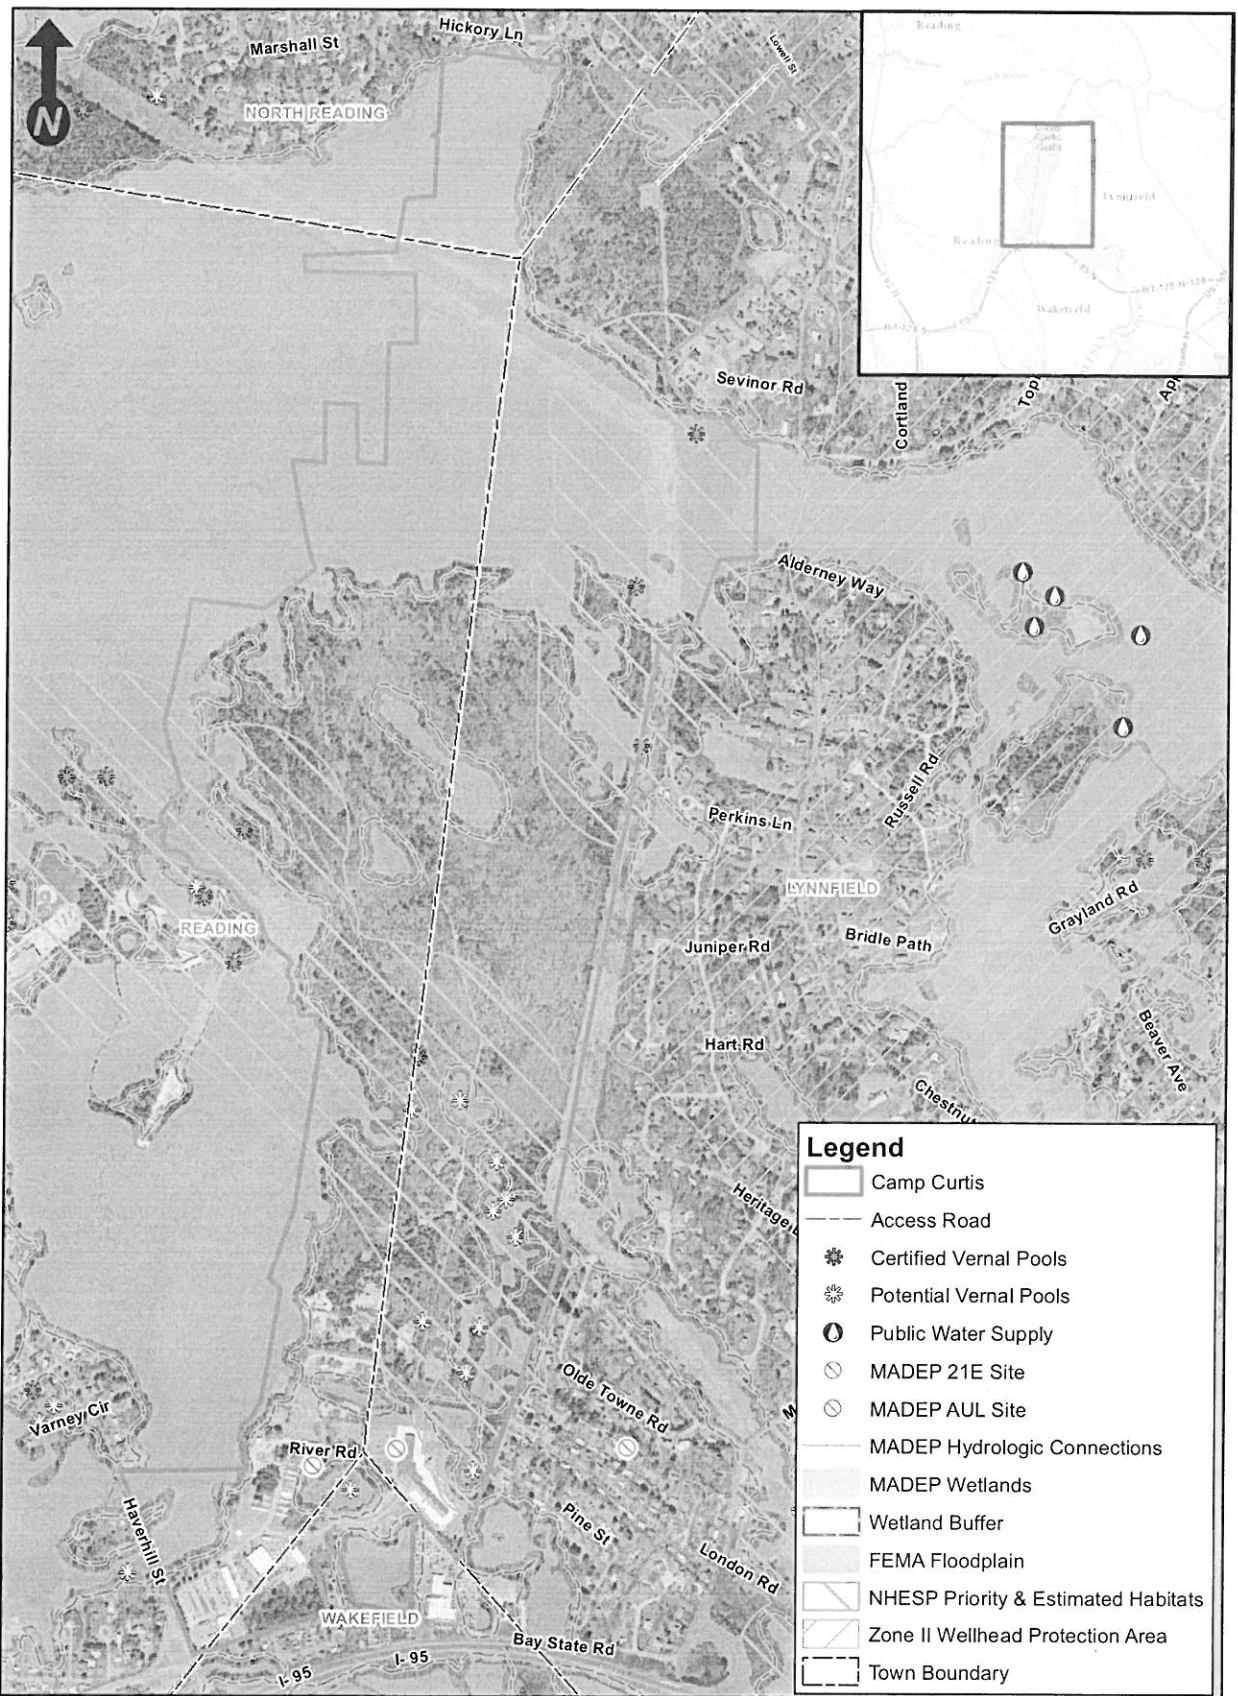 Hickory Ln
Marshall St
Lowell St
N
NORTH READING
Reading
Camp
Curtis
Guild
Lynnfield
Reading
Wakefield
Sevinor Rd
Cortland
Alderney Way
Russell Rd
Perkins Ln
LYNNFIELD
READING
Grayland Rd
Juniper Rd
Bridle Path
Hart Rd
Beaver Ave
Chestnut
Heritage
Olde Towne Rd
Varney Cir
River Rd
Haverhill St
Pine St
London Rd
WAKEFIELD
Bay State Rd
I-95
I-95
Legend
Camp Curtis
Access Road
Certified Vernal Pools
Potential Vernal Pools
Public Water Supply
MADEP 21E Site
MADEP AUL Site
MADEP Hydrologic Connections
MADEP Wetlands
Wetland Buffer
FEMA Floodplain
NHESP Priority & Estimated Habitats
Zone II Wellhead Protection Area
Town Boundary